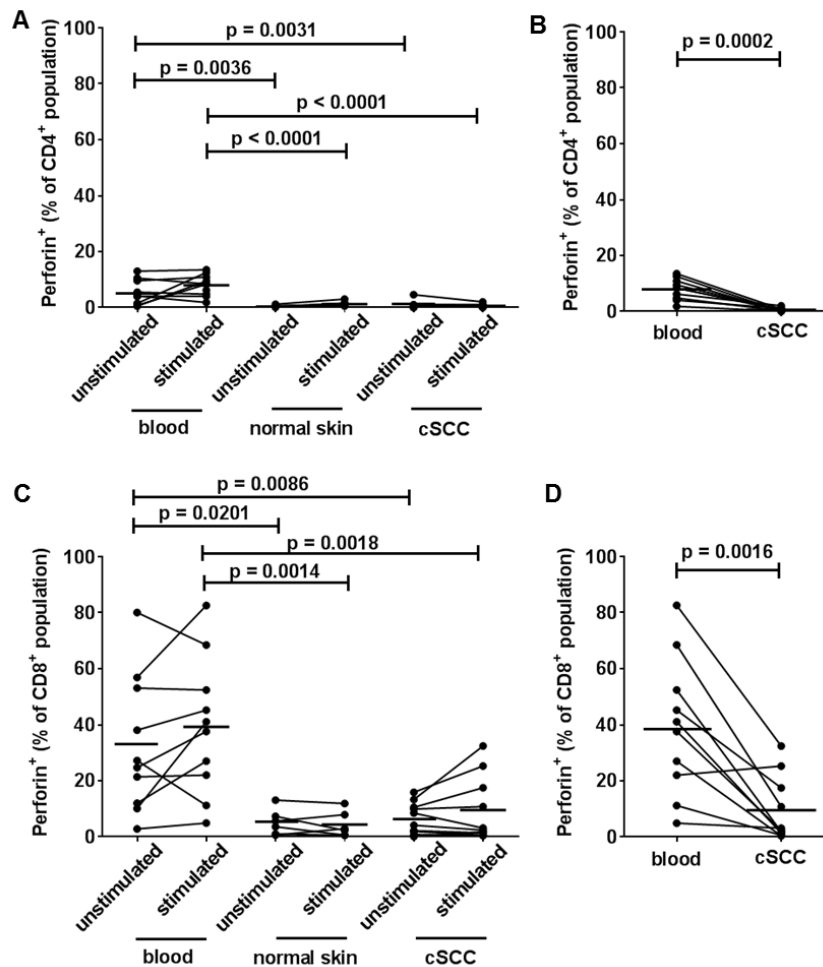 A
p = 0.0031
p = 0.0036
p < 0.0001
p < 0.0001
Perforin+ (% of CD4+ population)
100
80
60
40
20
0
unstimulated
stimulated
unstimulated
stimulated
unstimulated
stimulated
blood
normal skin
cSCC
B
p = 0.0002
Perforin+ (% of CD4+ population)
100
80
60
40
20
0
blood
cSCC
C
p = 0.0086
p = 0.0201
p = 0.0018
p = 0.0014
Perforin+ (% of CD8+ population)
100
80
60
40
20
0
unstimulated
stimulated
unstimulated
stimulated
unstimulated
stimulated
blood
normal skin
cSCC
D
p = 0.0016
Perforin+ (% of CD8+ population)
100
80
60
40
20
0
blood
cSCC